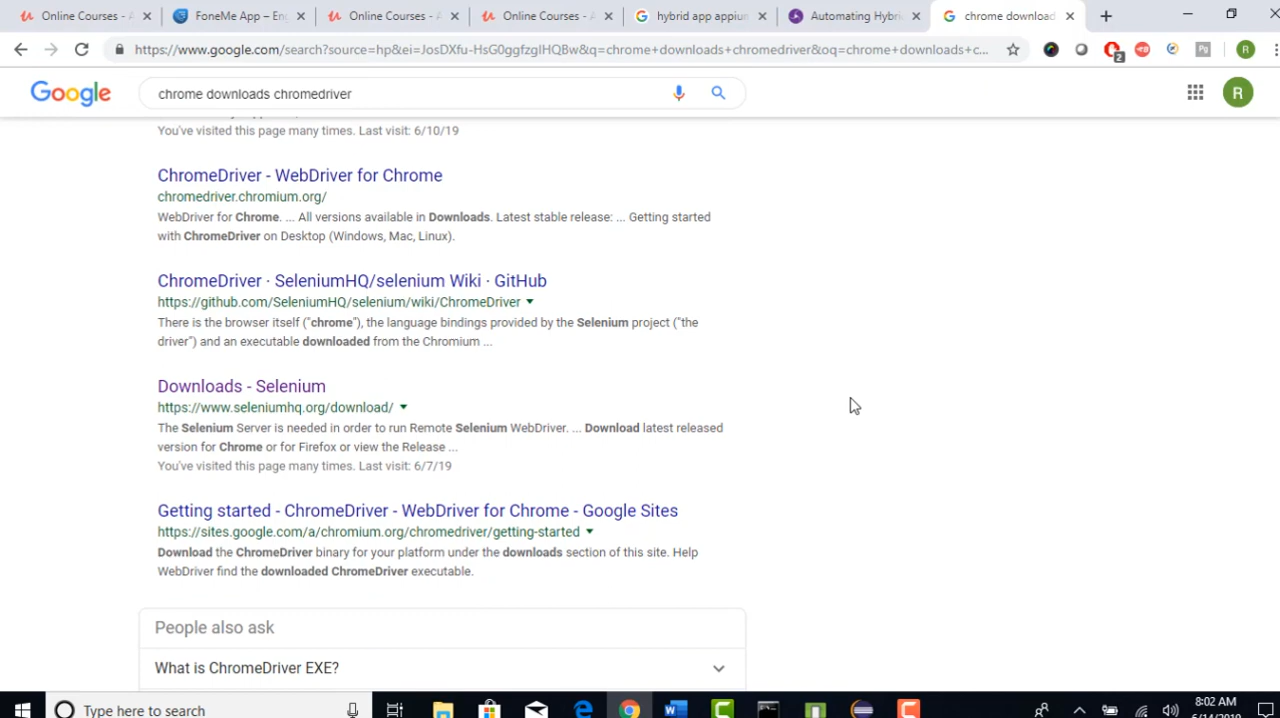 Online Courses - A
FoneMe App – En
Online Courses - A
Online Courses - A
hybrid app appiu
Automating Hybri
chrome download
https://www.google.com/search?source=hp&ei=JosDXfu-HsG0ggfzgIHQBw&q=chrome+downloads+chromedriver&oq=chrome+downloads+c...
2
Pg
R
Google
chrome downloads chromedriver
R
You've visited this page many times. Last visit: 6/10/19
ChromeDriver - WebDriver for Chrome
chromedriver.chromium.org/
WebDriver for Chrome. ... All versions available in Downloads. Latest stable release: ... Getting started
with ChromeDriver on Desktop (Windows, Mac, Linux).
ChromeDriver · SeleniumHQ/selenium Wiki · GitHub
https://github.com/SeleniumHQ/selenium/wiki/ChromeDriver
There is the browser itself ("chrome"), the language bindings provided by the Selenium project ("the
driver") and an executable downloaded from the Chromium ...
Downloads - Selenium
https://www.seleniumhq.org/download/
The Selenium Server is needed in order to run Remote Selenium WebDriver. ... Download latest released
version for Chrome or for Firefox or view the Release ...
You've visited this page many times. Last visit: 6/7/19
Getting started - ChromeDriver - WebDriver for Chrome - Google Sites
https://sites.google.com/a/chromium.org/chromedriver/getting-started
Download the ChromeDriver binary for your platform under the downloads section of this site. Help
WebDriver find the downloaded ChromeDriver executable.
People also ask
What is ChromeDriver EXE?
Type here to search
8:02 AM
6/14/2019